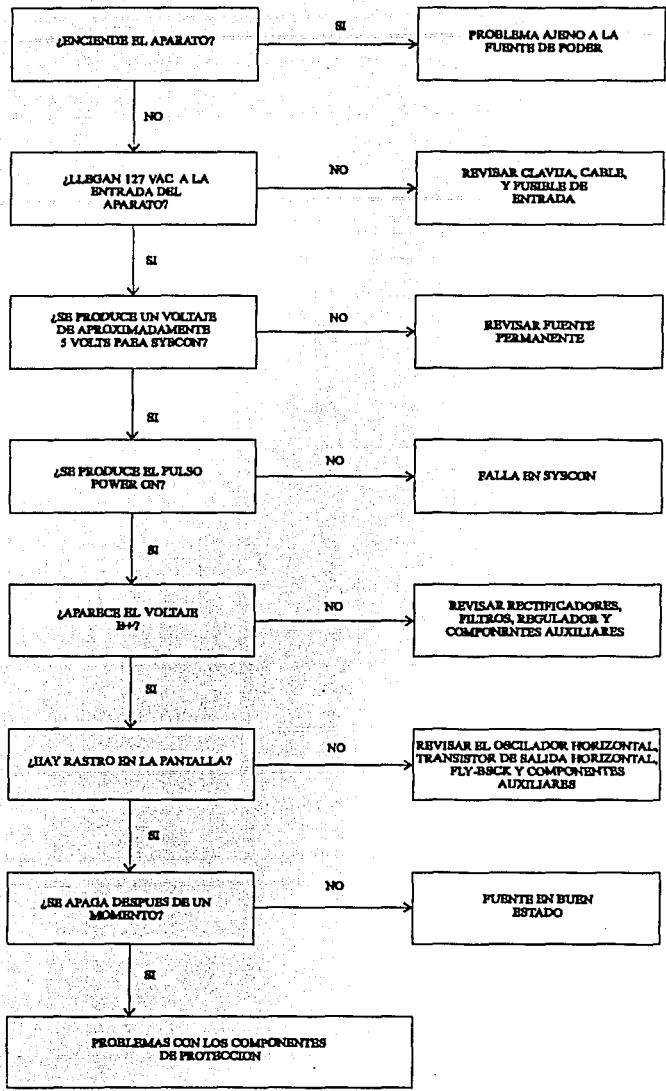 ¿ENCIENDE EL APARATO?
SI
PROBLEMA AJENO A LA
FUENTE DE PODER
NO
¿LLEGAN 127 VAC A LA
ENTRADA DEL
APARATO?
NO
REVISAR CLAVIJA, CABLE,
Y FUSIBLE DE
ENTRADA
SI
¿SE PRODUCE UN VOLTAJE
DE APROXIMADAMENTE
5 VOLTS PARA SYSCON?
NO
REVISAR FUENTE
PERMANENTE
SI
¿SE PRODUCE EL PULSO
POWER ON?
NO
FALLA EN SYSCON
SI
¿APARECE EL VOLTAJE
B+?
NO
REVISAR RECTIFICADORES,
FILTROS, REGULADOR Y
COMPONENTES AUXILIARES
SI
¿HAY RASTRO EN LA PANTALLA?
NO
REVISAR EL OSCILADOR HORIZONTAL,
TRANSISTOR DE SALIDA HORIZONTAL,
FLY-BSCK Y COMPONENTES
AUXILIARES
SI
¿SE APAGA DESPUES DE UN
MOMENTO?
NO
FUENTE EN BUEN
ESTADO
SI
PROBLEMAS CON LOS COMPONENTES
DE PROTECCION